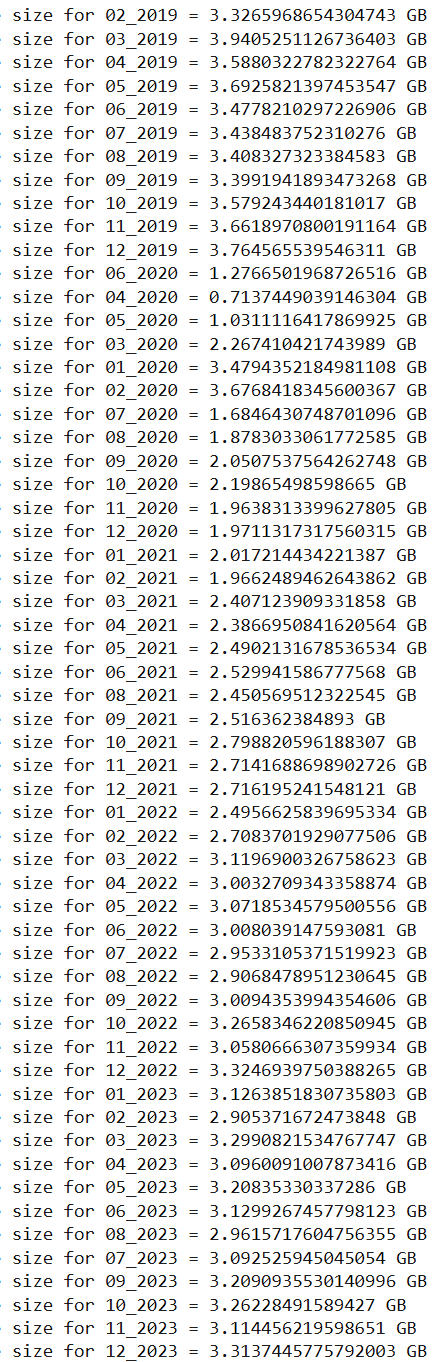 size for 02_2019 = 3.3265968654304743 GB
size for 03_2019 = 3.9405251126736403 GB
size for 04_2019 = 3.5880322782322764 GB
size for 05_2019 = 3.6925821397453547 GB
size for 06_2019 = 3.4778210297226906 GB
size for 07_2019 = 3.438483752310276 GB
size for 08_2019 = 3.408327323384583 GB
size for 09_2019 = 3.3991941893473268 GB
size for 10_2019 = 3.579243440181017 GB
size for 11_2019 = 3.6618970800191164 GB
size for 12_2019 = 3.764565539546311 GB
size for 06_2020 = 1.2766501968726516 GB
size for 04_2020 = 0.7137449039146304 GB
size for 05_2020 = 1.0311116417869925 GB
size for 03_2020 = 2.267410421743989 GB
size for 01_2020 = 3.4794352184981108 GB
size for 02_2020 = 3.6768418345600367 GB
size for 07_2020 = 1.6846430748701096 GB
size for 08_2020 = 1.8783033061772585 GB
size for 09_2020 = 2.0507537564262748 GB
size for 10_2020 = 2.19865498598665 GB
size for 11_2020 = 1.9638313399627805 GB
size for 12_2020 = 1.9711317317560315 GB
size for 01_2021 = 2.017214434221387 GB
size for 02_2021 = 1.9662489462643862 GB
size for 03_2021 = 2.407123909331858 GB
size for 04_2021 = 2.3866950841620564 GB
size for 05_2021 = 2.4902131678536534 GB
size for 06_2021 = 2.529941586777568 GB
size for 08_2021 = 2.450569512322545 GB
size for 09_2021 = 2.516362384893 GB
size for 10_2021 = 2.798820596188307 GB
size for 11_2021 = 2.7141688698902726 GB
size for 12_2021 = 2.716195241548121 GB
size for 01_2022 = 2.4956625839695334 GB
size for 02_2022 = 2.7083701929077506 GB
size for 03_2022 = 3.1196900326758623 GB
size for 04_2022 = 3.0032709343358874 GB
size for 05_2022 = 3.0718534579500556 GB
size for 06_2022 = 3.008039147593081 GB
size for 07_2022 = 2.9533105371519923 GB
size for 08_2022 = 2.9068478951230645 GB
size for 09_2022 = 3.0094353994354606 GB
size for 10_2022 = 3.2658346220850945 GB
size for 11_2022 = 3.0580666307359934 GB
size for 12_2022 = 3.3246939750388265 GB
size for 01_2023 = 3.1263851830735803 GB
size for 02_2023 = 2.905371672473848 GB
size for 03_2023 = 3.2990821534767747 GB
size for 04_2023 = 3.0960091007873416 GB
size for 05_2023 = 3.20835330337286 GB
size for 06_2023 = 3.1299267457798123 GB
size for 08_2023 = 2.9615717604756355 GB
size for 07_2023 = 3.092525945045054 GB
size for 09_2023 = 3.2090935530140996 GB
size for 10_2023 = 3.26228491589427 GB
size for 11_2023 = 3.114456219598651 GB
size for 12_2023 = 3.3137445775792003 GB